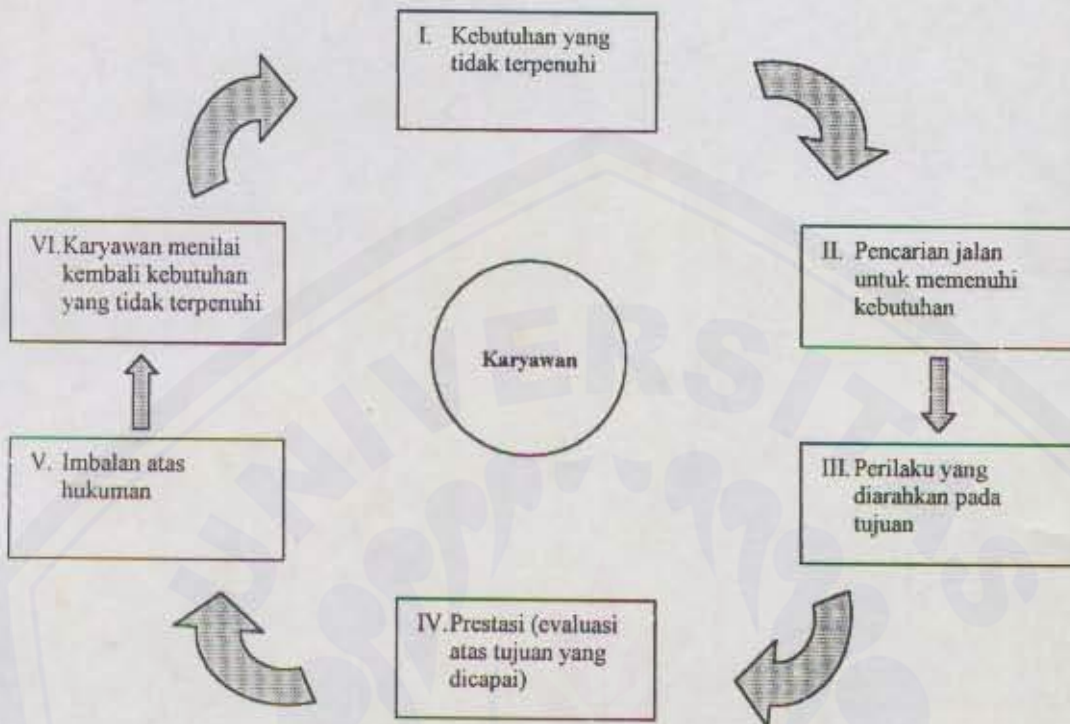 I. Kebutuhan yang
tidak terpenuhi
II. Pencarian jalan
untuk memenuhi
kebutuhan
III. Perilaku yang
diarahkan pada
tujuan
IV. Prestasi (evaluasi
atas tujuan yang
dicapai)
V. Imbalan atas
hukuman
VI. Karyawan menilai
kembali kebutuhan
yang tidak terpenuhi
Karyawan
UNIVERSITAS